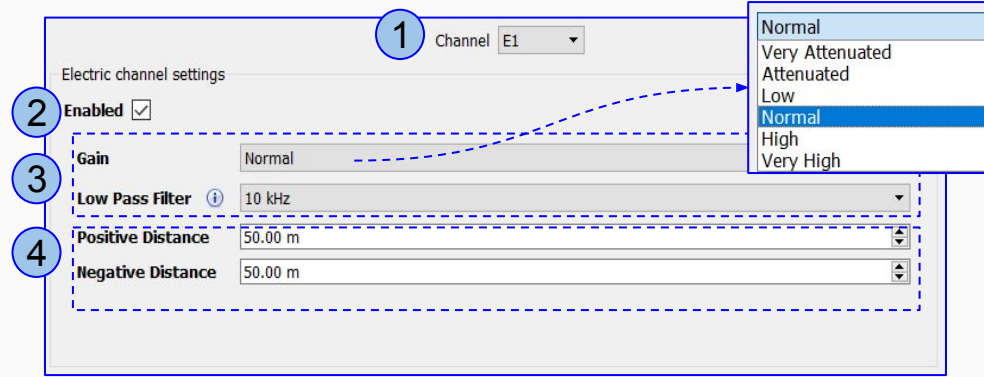 1
Channel E1
Electric channel settings
2
Enabled
3
Gain Normal
Low Pass Filter i 10 kHz
4
Positive Distance 50.00 m
Negative Distance 50.00 m
Normal
Very Attenuated
Attenuated
Low
Normal
High
Very High